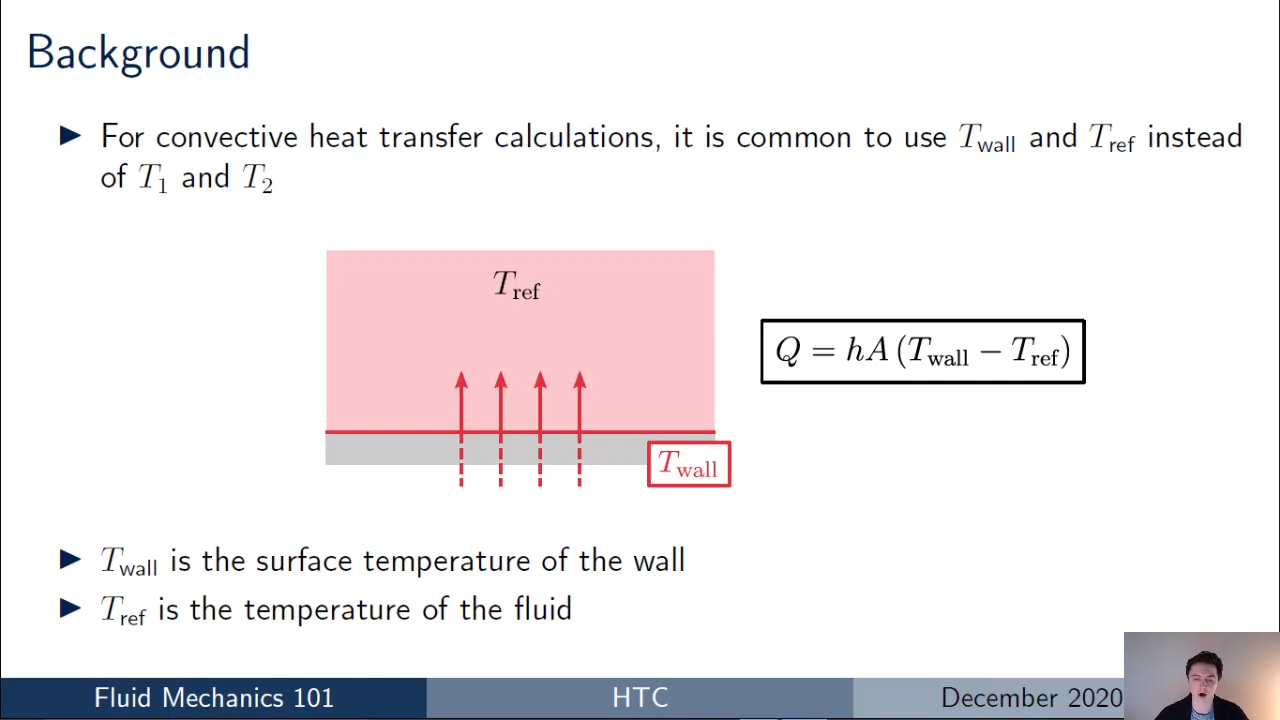 Background
▶ For convective heat transfer calculations, it is common to use T_wall and T_ref instead
of T_1 and T_2
T_ref
Q = hA (T_wall − T_ref)
T_wall
▶ T_wall is the surface temperature of the wall
▶ T_ref is the temperature of the fluid
Fluid Mechanics 101
HTC
December 2020